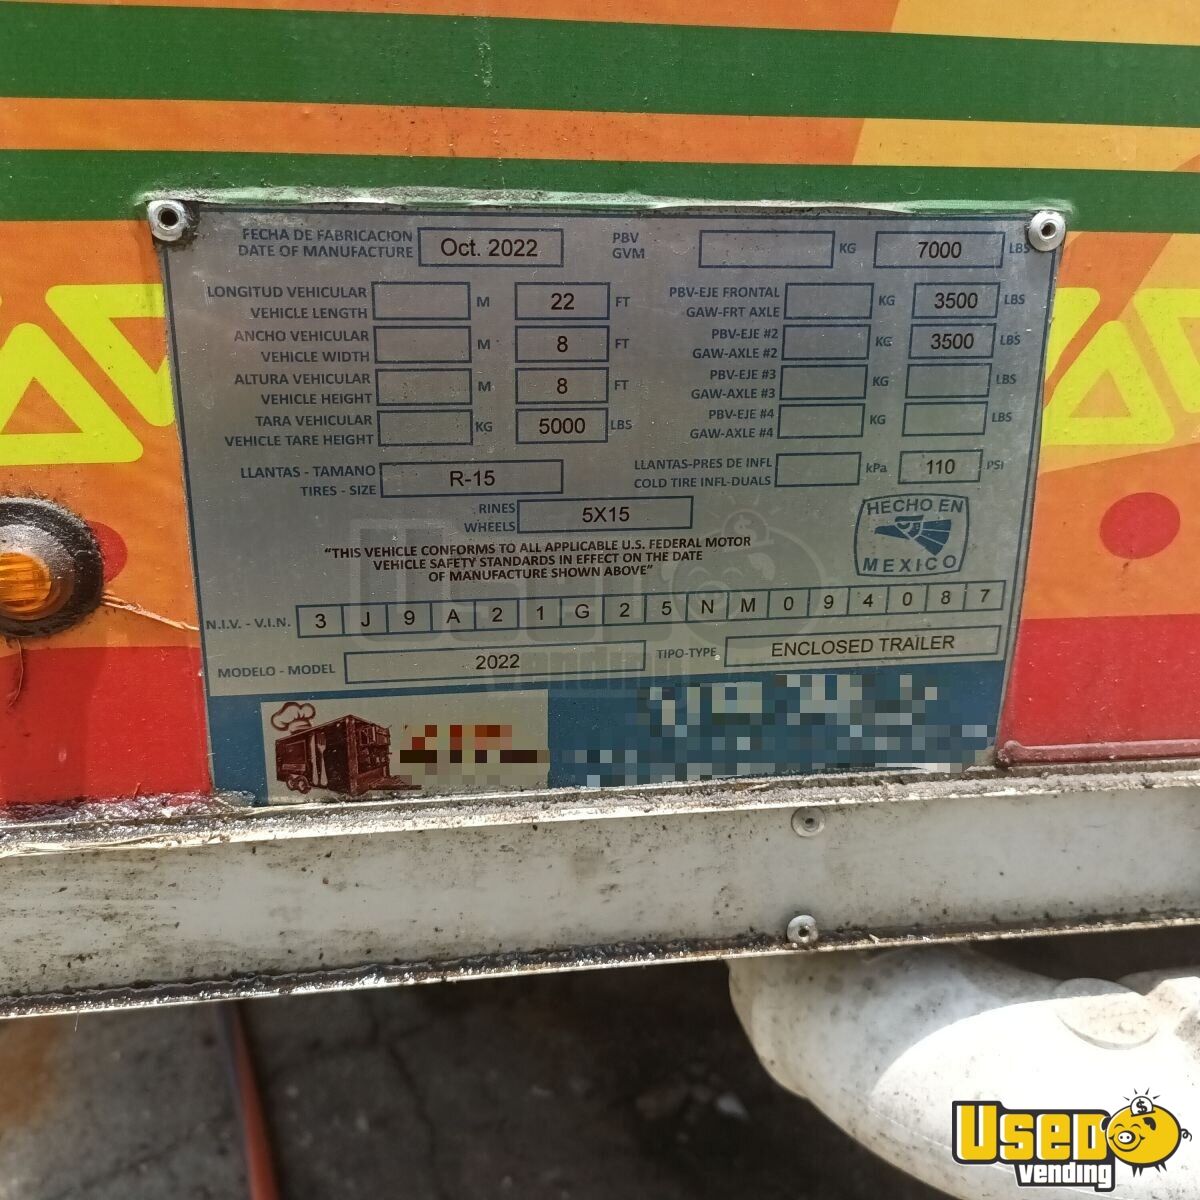 FECHA DE FABRICACION
DATE OF MANUFACTURE
Oct. 2022
PBV
GVM
KG
7000
LBS
LONGITUD VEHICULAR
VEHICLE LENGTH
M
22
FT
PBV-EJE FRONTAL
GAW-FRT AXLE
KG
3500
LBS
ANCHO VEHICULAR
VEHICLE WIDTH
M
8
FT
PBV-EJE #2
GAW-AXLE #2
KG
3500
LBS
ALTURA VEHICULAR
VEHICLE HEIGHT
M
8
FT
PBV-EJE #3
GAW-AXLE #3
KG
LBS
TARA VEHICULAR
VEHICLE TARE HEIGHT
KG
5000
LBS
PBV-EJE #4
GAW-AXLE #4
KG
LBS
LLANTAS - TAMANO
TIRES - SIZE
R-15
LLANTAS-PRES DE INFL
COLD TIRE INFL-DUALS
kPa
110
PSI
RINES
WHEELS
5X15
HECHO EN
MEXICO
"THIS VEHICLE CONFORMS TO ALL APPLICABLE U.S. FEDERAL MOTOR
VEHICLE SAFETY STANDARDS IN EFFECT ON THE DATE
OF MANUFACTURE SHOWN ABOVE"
N.I.V. - V.I.N.
3 J 9 A 2 1 G 2 5 N M 0 9 4 0 8 7
MODELO - MODEL
2022
TIPO-TYPE
ENCLOSED TRAILER
Used
vending
Used
vending